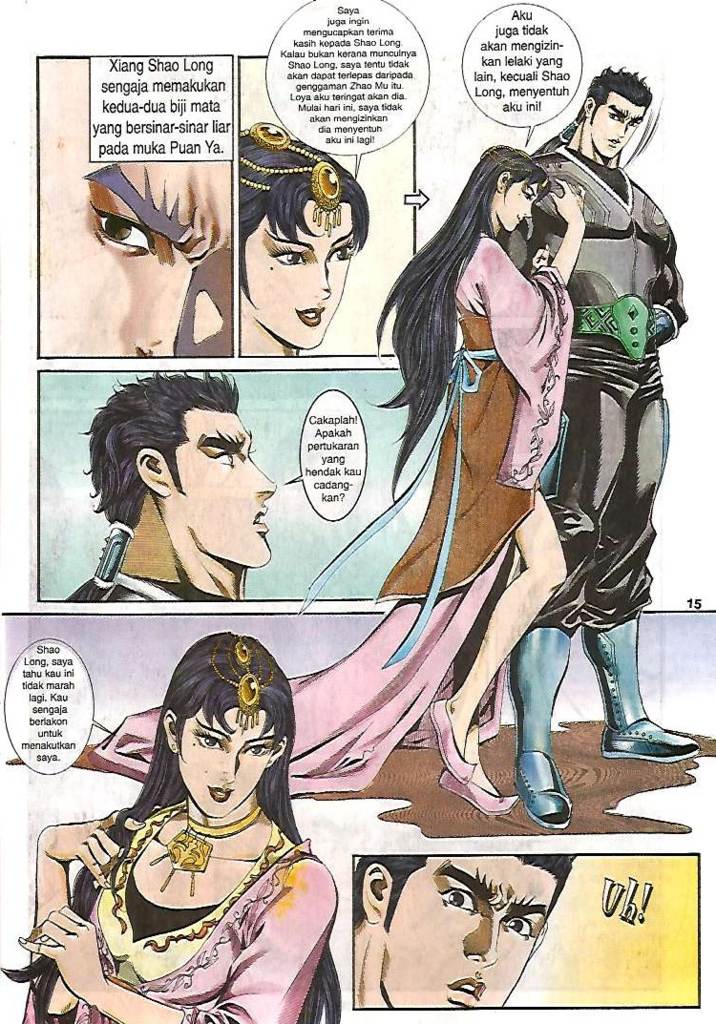 Xiang Shao Long
sengaja memakukan
kedua-dua biji mata
yang bersinar-sinar liar
pada muka Puan Ya.
Saya
juga ingin
mengucapkan terima
kasih kepada Shao Long.
Kalau bukan kerana munculnya
Shao Long, saya tentu tidak
akan dapat terlepas daripada
genggaman Zhao Mu itu.
Loya aku teringat akan dia.
Mulai hari ini, saya tidak
akan mengizinkan
dia menyentuh
aku ini lagi!
Aku
juga tidak
akan mengizin-
kan lelaki yang
lain, kecuali Shao
Long, menyentuh
aku ini!
Cakaplah!
Apakah
pertukaran
yang
hendak kau
cadang-
kan?
15
Shao
Long, saya
tahu kau ini
tidak marah
lagi. Kau
sengaja
berlakon
untuk
menakutkan
saya.
Uh!